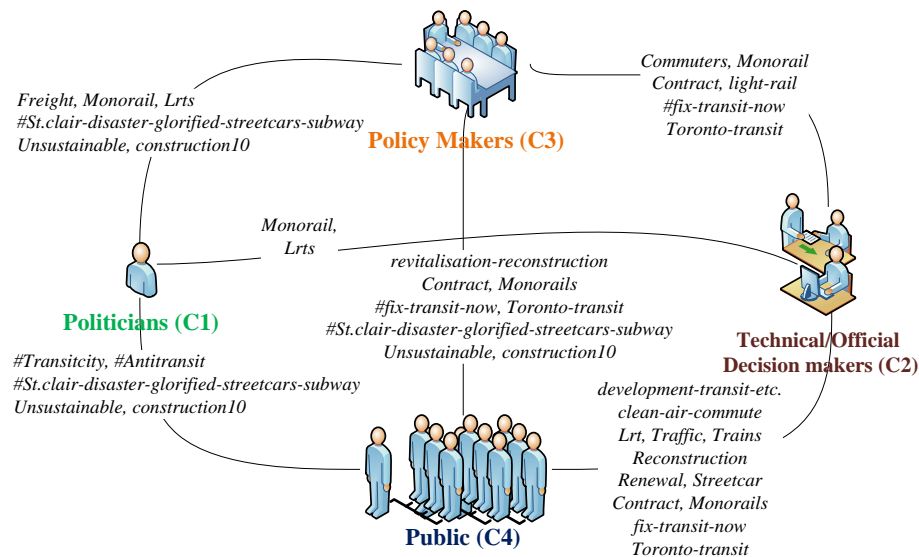 Commuters, Monorail
Contract, light-rail
#fix-transit-now
Toronto-transit
Freight, Monorail, Lrts
#St.clair-disaster-glorified-streetcars-subway
Unsustainable, construction10
Policy Makers (C3)
Monorail,
Lrts
revitalisation-reconstruction
Contract, Monorails
#fix-transit-now, Toronto-transit
#St.clair-disaster-glorified-streetcars-subway
Unsustainable, construction10
Politicians (C1)
Technical/Official
Decision makers (C2)
#Transitcity, #Antitransit
#St.clair-disaster-glorified-streetcars-subway
Unsustainable, construction10
development-transit-etc.
clean-air-commute
Lrt, Traffic, Trains
Reconstruction
Renewal, Streetcar
Contract, Monorails
fix-transit-now
Toronto-transit
Public (C4)